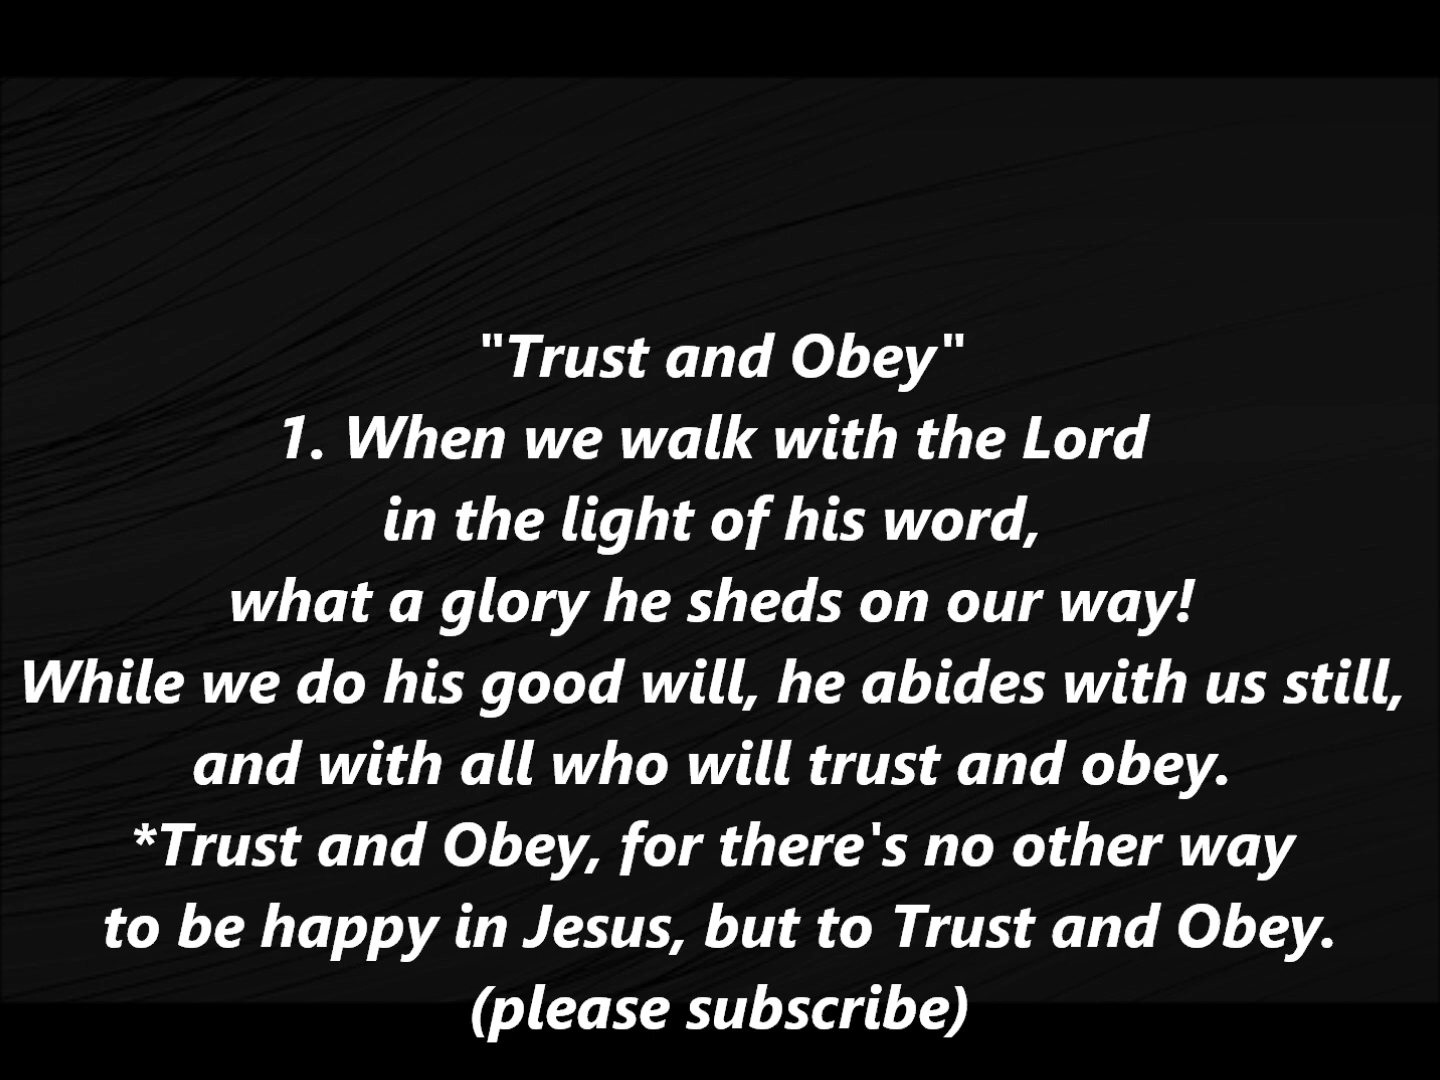 "Trust and Obey"
1. When we walk with the Lord
in the light of his word,
what a glory he sheds on our way!
While we do his good will, he abides with us still,
and with all who will trust and obey.
*Trust and Obey, for there's no other way
to be happy in Jesus, but to Trust and Obey.
(please subscribe)